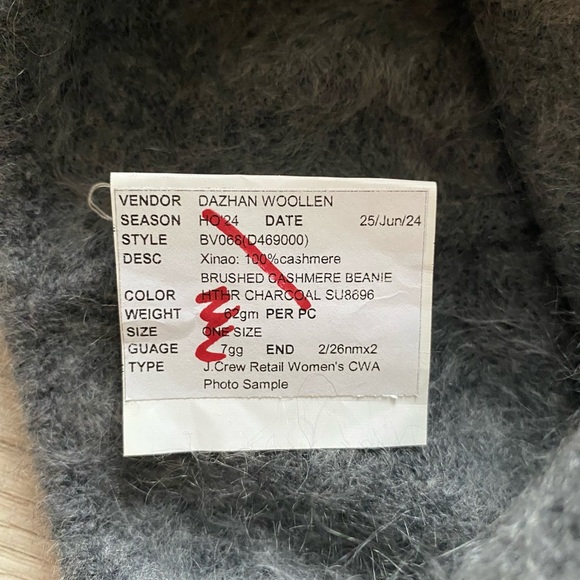 VENDOR DAZHAN WOOLLEN
SEASON HO'24 DATE 25/Jun/24
STYLE BV068(D469000)
DESC Xinao: 100%cashmere
BRUSHED CASHMERE BEANIE
COLOR HTHR CHARCOAL SU8696
WEIGHT 62gm PER PC
SIZE ONE SIZE
GUAGE 7gg END 2/26nmx2
TYPE J.Crew Retail Women's CWA
Photo Sample